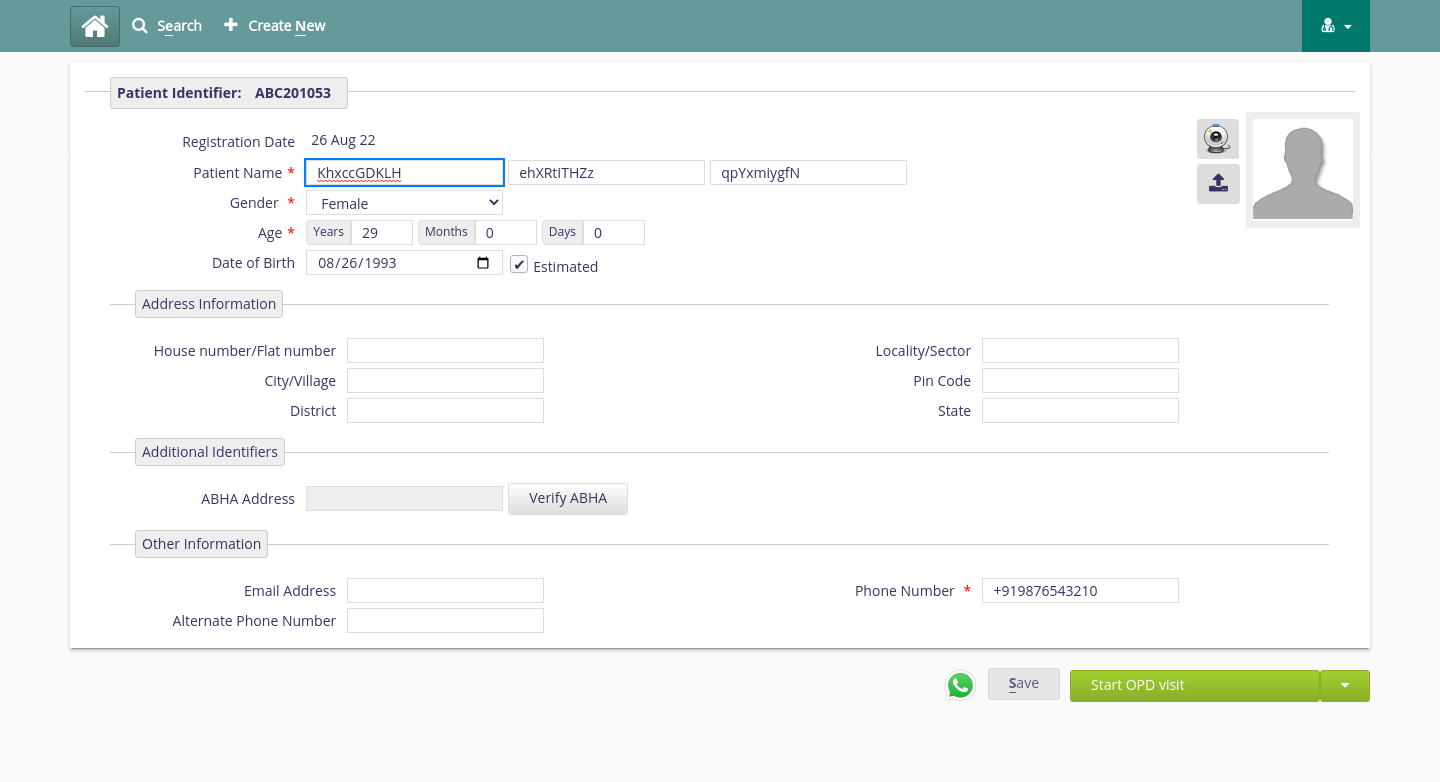 Search Create New
Patient Identifier: ABC201053
Registration Date 26 Aug 22
Patient Name * KhxccGDKLH ehXRtITHZz qpYxmiygfN
Gender * Female
Age * Years 29 Months 0 Days 0
Date of Birth 08/26/1993 Estimated
Address Information
House number/Flat number Locality/Sector
City/Village Pin Code
District State
Additional Identifiers
ABHA Address Verify ABHA
Other Information
Email Address Phone Number * +919876543210
Alternate Phone Number
Save Start OPD visit